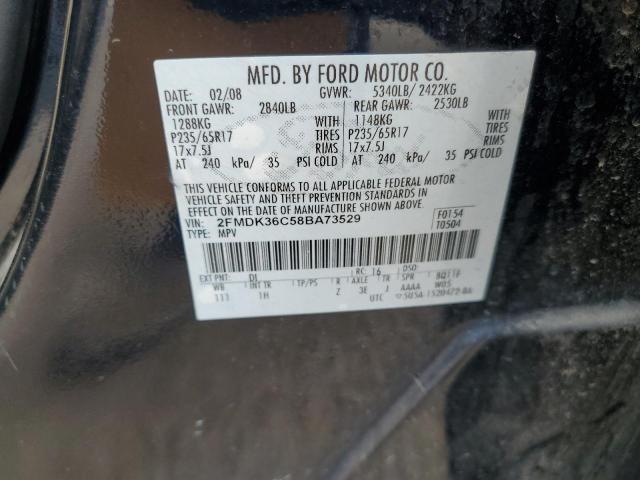 MFD. BY FORD MOTOR CO.
DATE: 02/08 GVWR: 5340LB/ 2422KG
FRONT GAWR: 2840LB REAR GAWR: 2530LB
1288KG WITH 1148KG WITH
P235/65R17 TIRES P235/65R17 TIRES
17x7.5J RIMS 17x7.5J RIMS
AT 240 kPa/ 35 PSI COLD AT 240 kPa/ 35 PSI COLD
THIS VEHICLE CONFORMS TO ALL APPLICABLE FEDERAL MOTOR
VEHICLE SAFETY AND THEFT PREVENTION STANDARDS IN
EFFECT ON THE DATE OF MANUFACTURE SHOWN ABOVE.
VIN: 2FMDK36C58BA73529 F0154
TYPE: MPV T0504
EXT PNT: DI RC: 16 DSO:
WB INT TR TP/PS R AXLE TR SPR
111 1H Z 3E J AAAA W05
UTC